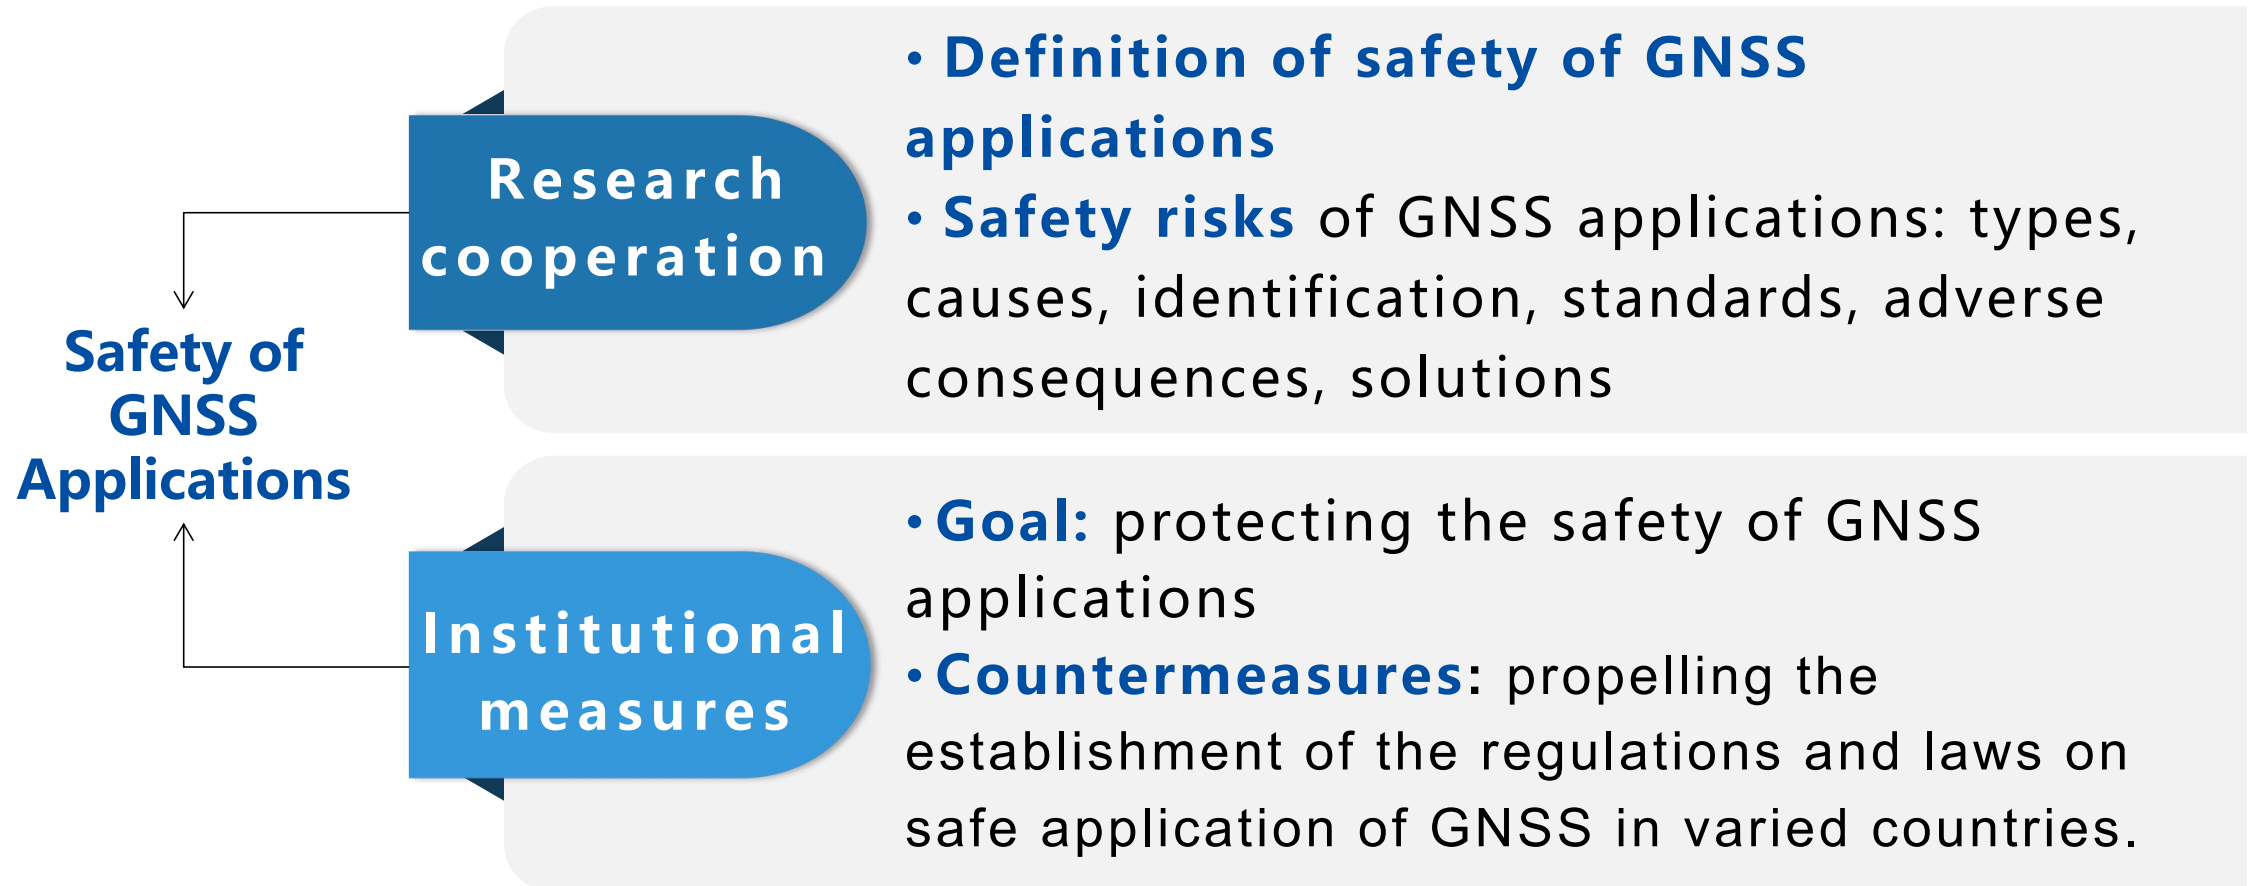 Safety of
GNSS
Applications
Research
cooperation
• Definition of safety of GNSS
applications
• Safety risks of GNSS applications: types,
causes, identification, standards, adverse
consequences, solutions
Institutional
measures
• Goal: protecting the safety of GNSS
applications
• Countermeasures: propelling the
establishment of the regulations and laws on
safe application of GNSS in varied countries.